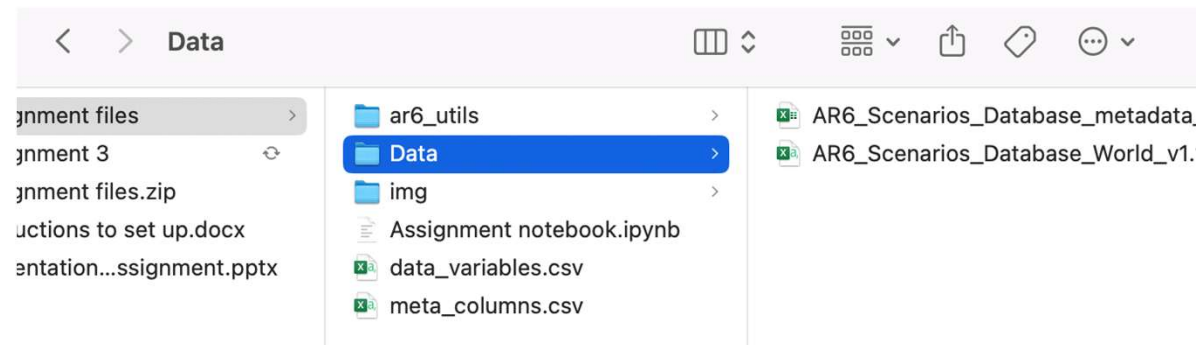 Data
gnment files
gnment 3
gnment files.zip
uctions to set up.docx
entation...ssignment.pptx
ar6_utils
Data
img
Assignment notebook.ipynb
data_variables.csv
meta_columns.csv
AR6_Scenarios_Database_metadata_
AR6_Scenarios_Database_World_v1.